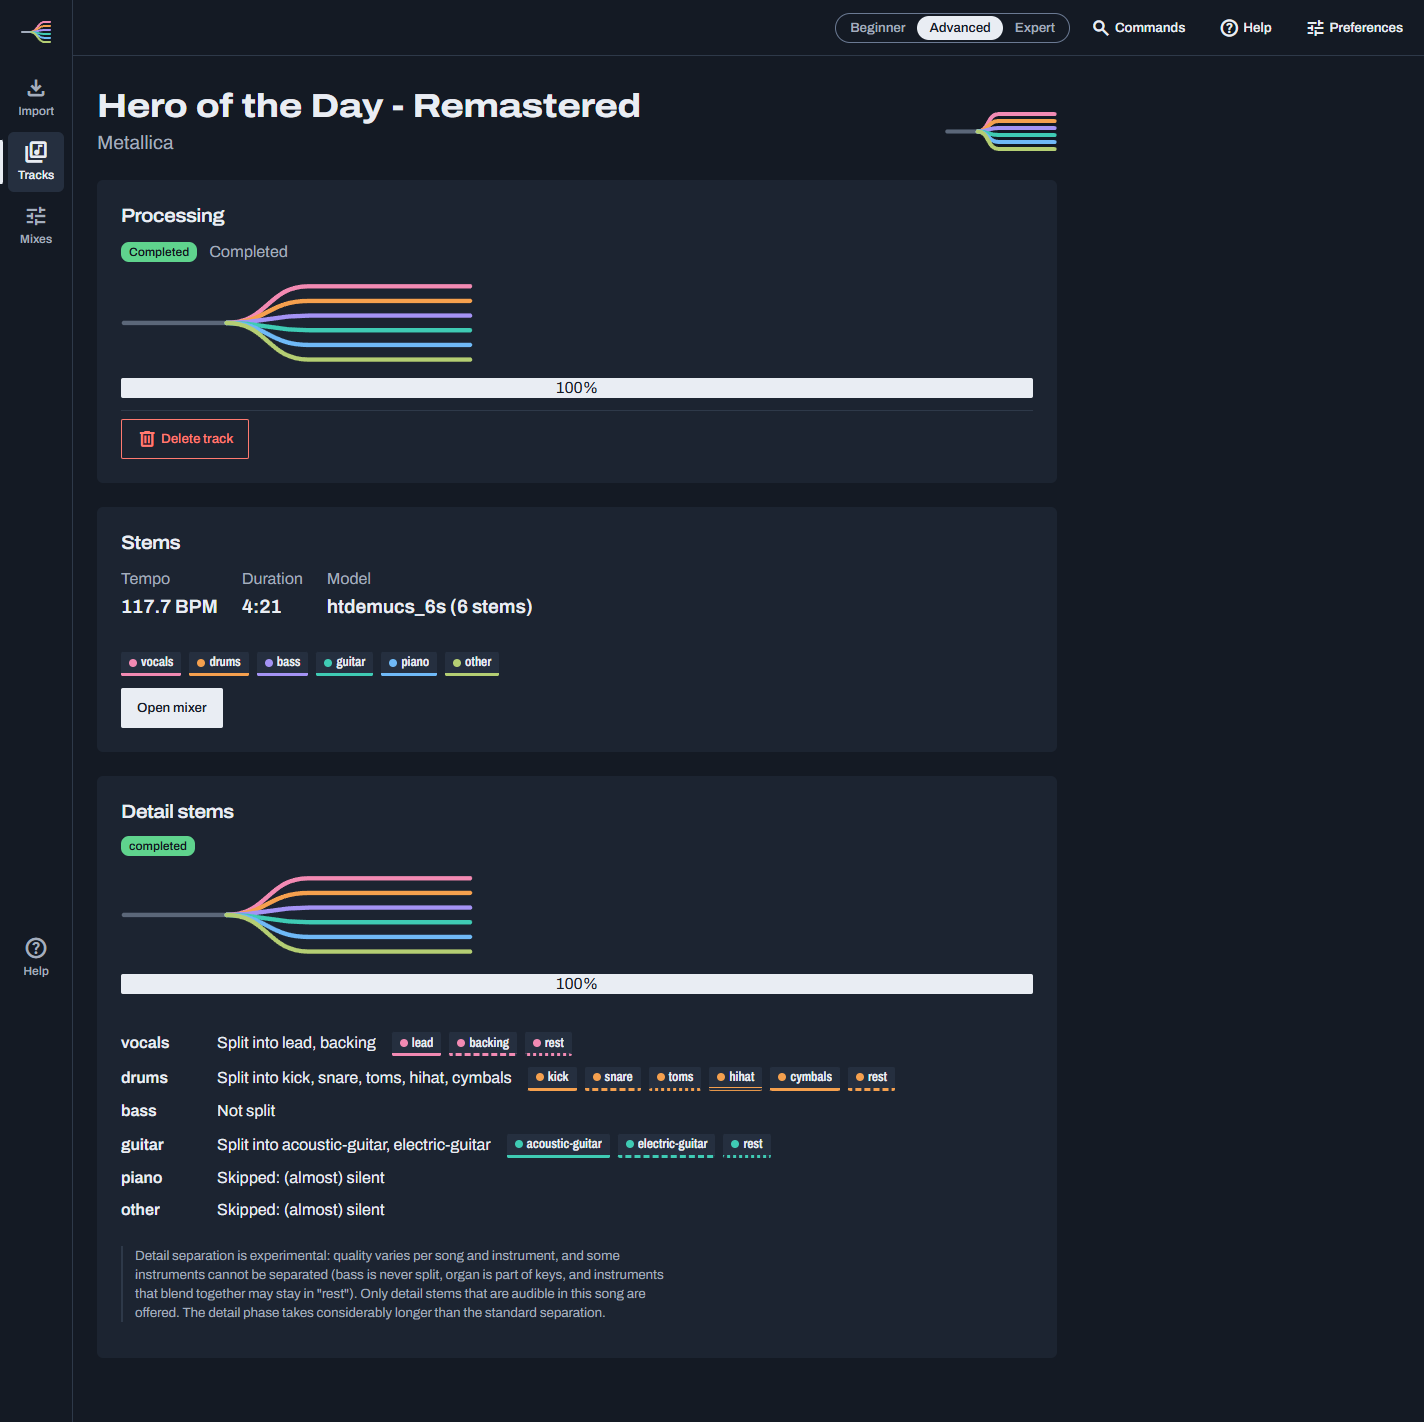 Beginner Advanced Expert Commands Help Preferences
Import
Tracks
Mixes
Help
Hero of the Day - Remastered
Metallica
Processing
Completed Completed
100%
Delete track
Stems
Tempo Duration Model
117.7 BPM 4:21 htdemucs_6s (6 stems)
vocals drums bass guitar piano other
Open mixer
Detail stems
completed
100%
vocals Split into lead, backing lead backing rest
drums Split into kick, snare, toms, hihat, cymbals kick snare toms hihat cymbals rest
bass Not split
guitar Split into acoustic-guitar, electric-guitar acoustic-guitar electric-guitar rest
piano Skipped: (almost) silent
other Skipped: (almost) silent
Detail separation is experimental: quality varies per song and instrument, and some
instruments cannot be separated (bass is never split, organ is part of keys, and instruments
that blend together may stay in "rest"). Only detail stems that are audible in this song are
offered. The detail phase takes considerably longer than the standard separation.